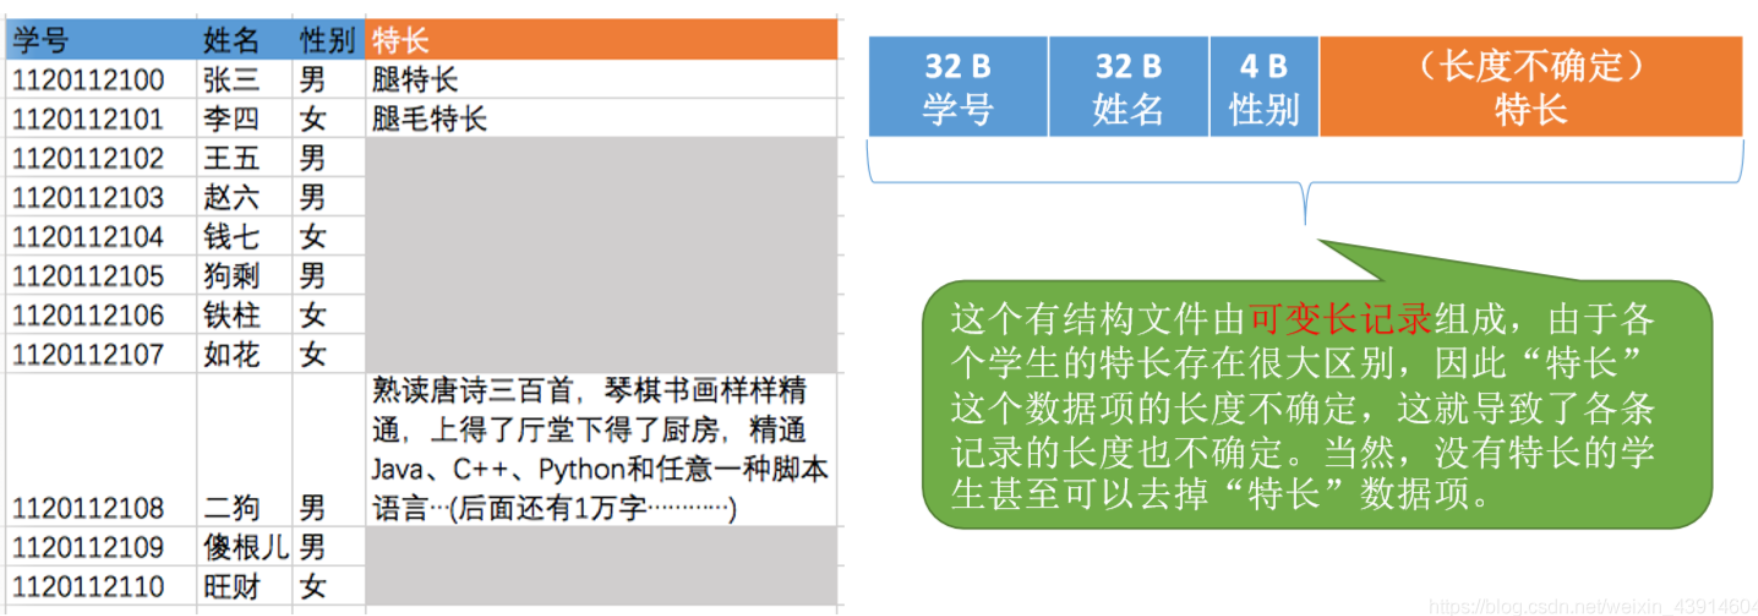 学号 姓名 性别 特长
1120112100 张三 男 腿特长
1120112101 李四 女 腿毛特长
1120112102 王五 男
1120112103 赵六 男
1120112104 钱七 女
1120112105 狗剩 男
1120112106 铁柱 女
1120112107 如花 女
熟读唐诗三百首，琴棋书画样样精
通，上得了厅堂下得了厨房，精通
Java、C++、Python和任意一种脚本
1120112108 二狗 男 语言…(后面还有1万字…………)
1120112109 傻根儿 男
1120112110 旺财 女
32 B 32 B 4 B （长度不确定）
学号 姓名 性别 特长
这个有结构文件由可变长记录组成，由于各
个学生的特长存在很大区别，因此“特长”
这个数据项的长度不确定，这就导致了各条
记录的长度也不确定。当然，没有特长的学
生甚至可以去掉“特长”数据项。
https://blog.csdn.net/weixin_43914604